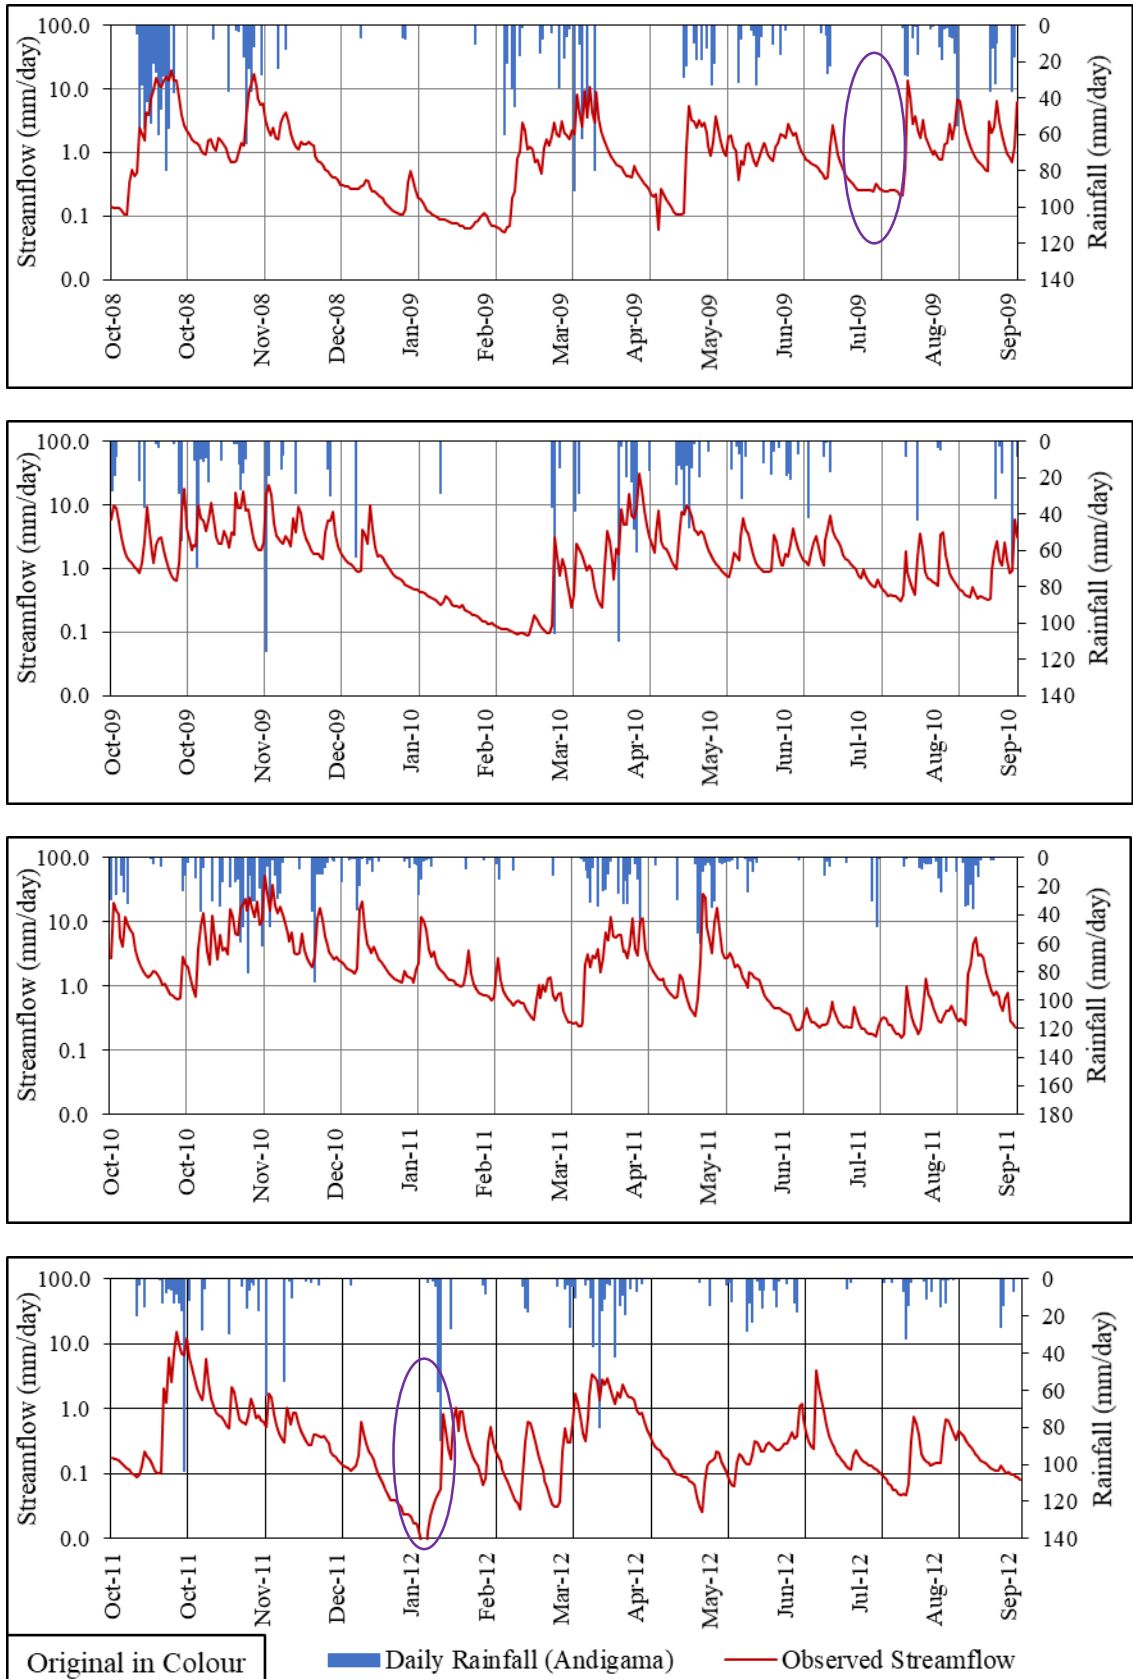 100.0 0
10.0 20
1.0 40
0.1 60
0.0 80
100
120
140
Streamflow (mm/day)
Rainfall (mm/day)
Oct-08 Oct-08 Nov-08 Dec-08 Jan-09 Feb-09 Mar-09 Apr-09 May-09 Jun-09 Jul-09 Aug-09 Sep-09
100.0 0
10.0 20
1.0 40
0.1 60
0.0 80
100
120
140
Streamflow (mm/day)
Rainfall (mm/day)
Oct-09 Oct-09 Nov-09 Dec-09 Jan-10 Feb-10 Mar-10 Apr-10 May-10 Jun-10 Jul-10 Aug-10 Sep-10
100.0 0
10.0 20
1.0 40
0.1 60
0.0 80
100
120
140
160
180
Streamflow (mm/day)
Rainfall (mm/day)
Oct-10 Oct-10 Nov-10 Dec-10 Jan-11 Feb-11 Mar-11 Apr-11 May-11 Jun-11 Jul-11 Aug-11 Sep-11
100.0 0
10.0 20
1.0 40
0.1 60
0.0 80
100
120
140
Streamflow (mm/day)
Rainfall (mm/day)
Oct-11 Oct-11 Nov-11 Dec-11 Jan-12 Feb-12 Mar-12 Apr-12 May-12 Jun-12 Jul-12 Aug-12 Sep-12
Original in Colour Daily Rainfall (Andigama) Observed Streamflow